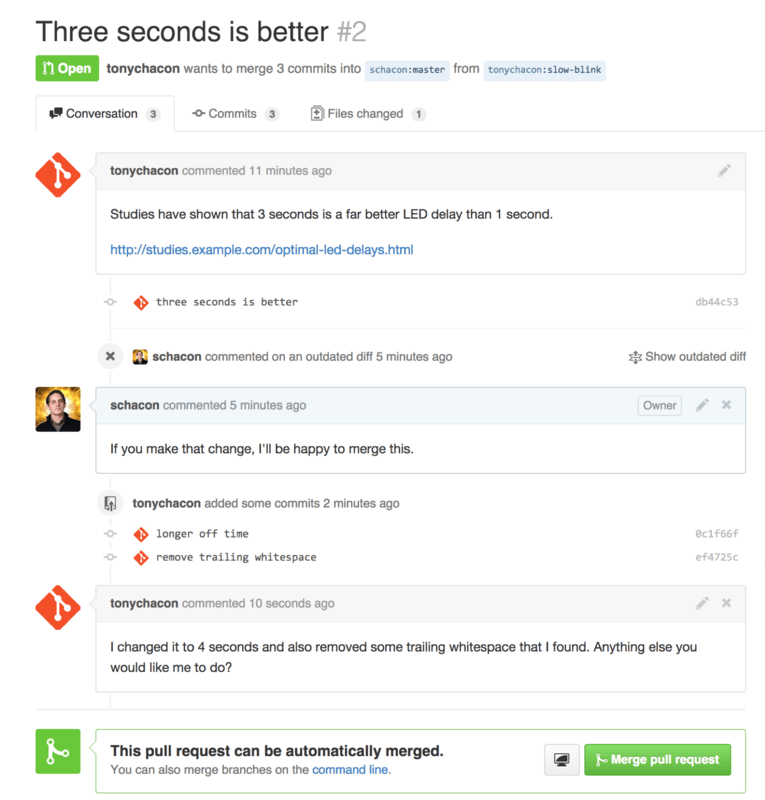 Three seconds is better #2
Open tonychacon wants to merge 3 commits into schacon:master from tonychacon:slow-blink
Conversation 3 Commits 3 Files changed 1
tonychacon commented 11 minutes ago
Studies have shown that 3 seconds is a far better LED delay than 1 second.
http://studies.example.com/optimal-led-delays.html
three seconds is better db44c53
schacon commented on an outdated diff 5 minutes ago Show outdated diff
schacon commented 5 minutes ago Owner
If you make that change, I'll be happy to merge this.
tonychacon added some commits 2 minutes ago
longer off time 0c1f66f
remove trailing whitespace ef4725c
tonychacon commented 10 seconds ago
I changed it to 4 seconds and also removed some trailing whitespace that I found. Anything else you
would like me to do?
This pull request can be automatically merged.
You can also merge branches on the command line.
Merge pull request